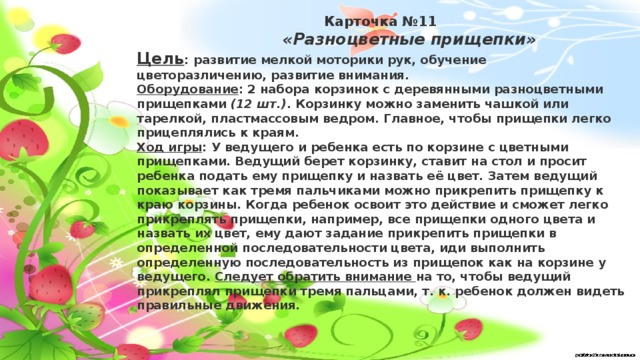 Карточка №11
«Разноцветные прищепки»
Цель: развитие мелкой моторики рук, обучение
цветоразличению, развитие внимания.
Оборудование: 2 набора корзинок с деревянными разноцветными
прищепками (12 шт.). Корзинку можно заменить чашкой или
тарелкой, пластмассовым ведром. Главное, чтобы прищепки легко
прицеплялись к краям.
Ход игры: У ведущего и ребенка есть по корзине с цветными
прищепками. Ведущий берет корзинку, ставит на стол и просит
ребенка подать ему прищепку и назвать её цвет. Затем ведущий
показывает как тремя пальчиками можно прикрепить прищепку к
краю корзины. Когда ребенок освоит это действие и сможет легко
прикреплять прищепки, например, все прищепки одного цвета и
назвать их цвет, ему дают задание прикрепить прищепки в
определенной последовательности цвета, иди выполнить
определенную последовательность из прищепок как на корзине у
ведущего. Следует обратить внимание на то, чтобы ведущий
прикреплял прищепки тремя пальцами, т. к. ребенок должен видеть
правильные движения.